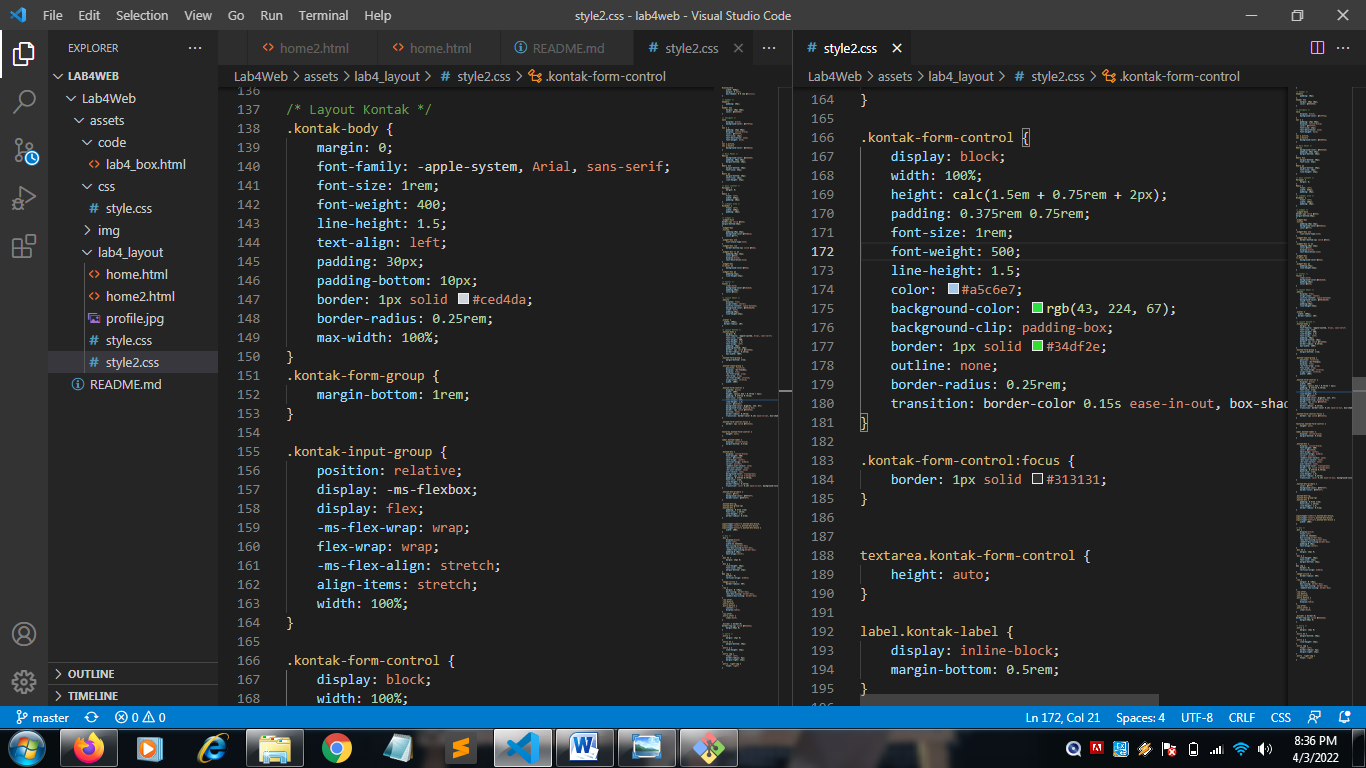 File Edit Selection View Go Run Terminal Help
style2.css - lab4web - Visual Studio Code
EXPLORER
LAB4WEB
Lab4Web
assets
code
lab4_box.html
css
style.css
img
lab4_layout
home.html
home2.html
profile.jpg
style.css
style2.css
README.md
OUTLINE
TIMELINE
home2.html home.html README.md style2.css
Lab4Web > assets > lab4_layout > style2.css > .kontak-form-control
136
137 /* Layout Kontak */
138 .kontak-body {
139 margin: 0;
140 font-family: -apple-system, Arial, sans-serif;
141 font-size: 1rem;
142 font-weight: 400;
143 line-height: 1.5;
144 text-align: left;
145 padding: 30px;
146 padding-bottom: 10px;
147 border: 1px solid #ced4da;
148 border-radius: 0.25rem;
149 max-width: 100%;
150 }
151 .kontak-form-group {
152 margin-bottom: 1rem;
153 }
154
155 .kontak-input-group {
156 position: relative;
157 display: -ms-flexbox;
158 display: flex;
159 -ms-flex-wrap: wrap;
160 flex-wrap: wrap;
161 -ms-flex-align: stretch;
162 align-items: stretch;
163 width: 100%;
164 }
165
166 .kontak-form-control {
167 display: block;
168 width: 100%;
style2.css
Lab4Web > assets > lab4_layout > style2.css > .kontak-form-control
164 }
165
166 .kontak-form-control {
167 display: block;
168 width: 100%;
169 height: calc(1.5em + 0.75rem + 2px);
170 padding: 0.375rem 0.75rem;
171 font-size: 1rem;
172 font-weight: 500;
173 line-height: 1.5;
174 color: #a5c6e7;
175 background-color: rgb(43, 224, 67);
176 background-clip: padding-box;
177 border: 1px solid #34df2e;
178 outline: none;
179 border-radius: 0.25rem;
180 transition: border-color 0.15s ease-in-out, box-shad
181 }
182
183 .kontak-form-control:focus {
184 border: 1px solid #313131;
185 }
186
187
188 textarea.kontak-form-control {
189 height: auto;
190 }
191
192 label.kontak-label {
193 display: inline-block;
194 margin-bottom: 0.5rem;
195 }
master 0 0 Ln 172, Col 21 Spaces: 4 UTF-8 CRLF CSS
8:36 PM
4/3/2022